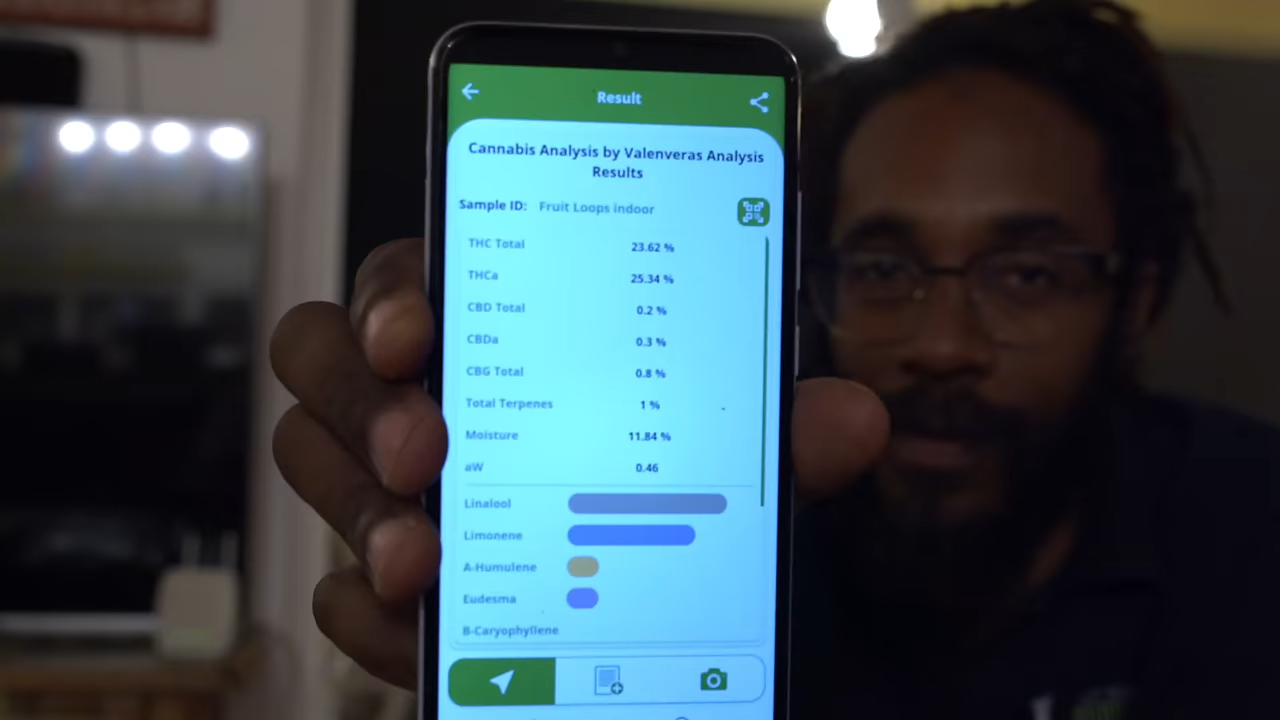 Result
Cannabis Analysis by Valenveras Analysis
Results
Sample ID: Fruit Loops indoor
THC Total 23.62 %
THCa 25.34 %
CBD Total 0.2 %
CBDa 0.3 %
CBG Total 0.8 %
Total Terpenes 1 %
Moisture 11.84 %
aW 0.46
Linalool
Limonene
A-Humulene
Eudesma
B-Caryophyllene